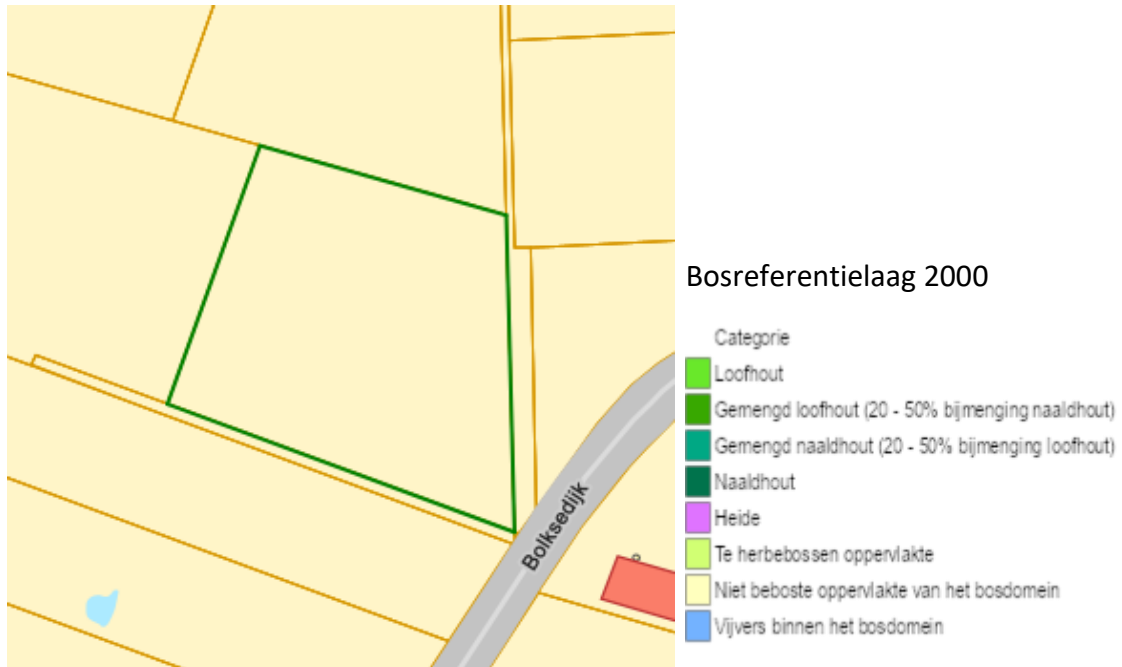 Bolksedijk
Bosreferentielaag 2000
Categorie
Loofhout
Gemengd loofhout (20 - 50% bijmenging naaldhout)
Gemengd naaldhout (20 - 50% bijmenging loofhout)
Naaldhout
Heide
Te herbebossen oppervlakte
Niet beboste oppervlakte van het bosdomein
Vijvers binnen het bosdomein